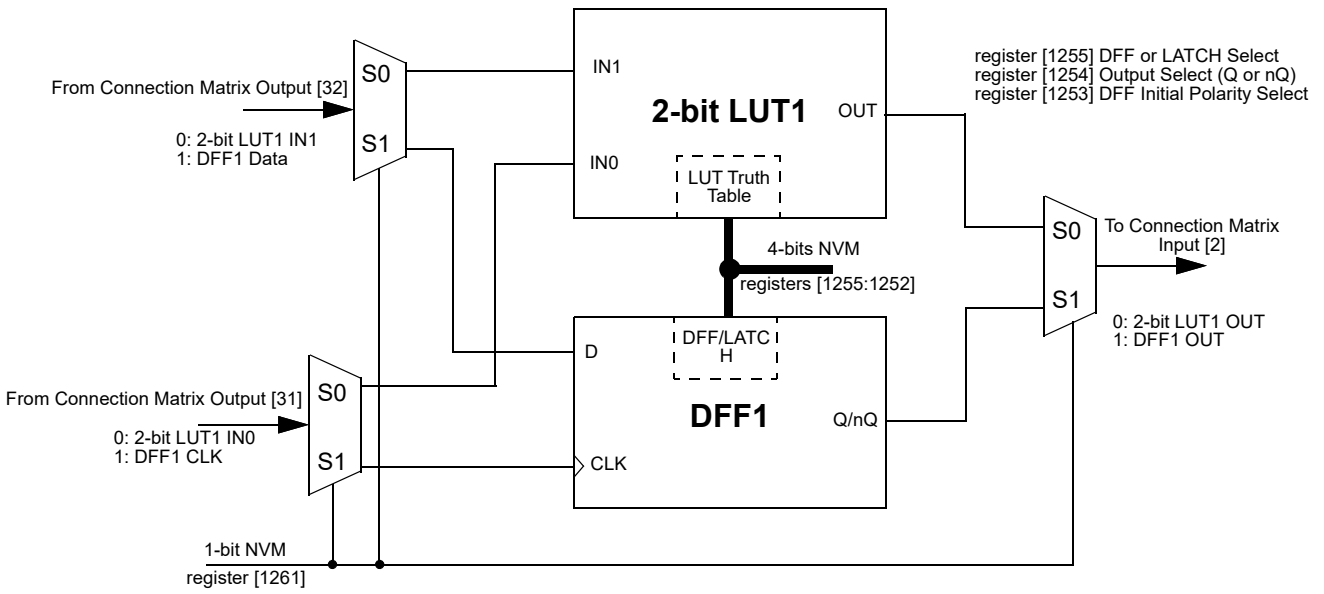 register [1255] DFF or LATCH Select
register [1254] Output Select (Q or nQ)
register [1253] DFF Initial Polarity Select
From Connection Matrix Output [32]
0: 2-bit LUT1 IN1
1: DFF1 Data
S0
S1
IN1
IN0
2-bit LUT1
OUT
LUT Truth
Table
4-bits NVM
registers [1255:1252]
S0
S1
To Connection Matrix
Input [2]
0: 2-bit LUT1 OUT
1: DFF1 OUT
From Connection Matrix Output [31]
0: 2-bit LUT1 IN0
1: DFF1 CLK
S0
S1
D
DFF/LATC
H
DFF1
Q/nQ
CLK
1-bit NVM
register [1261]